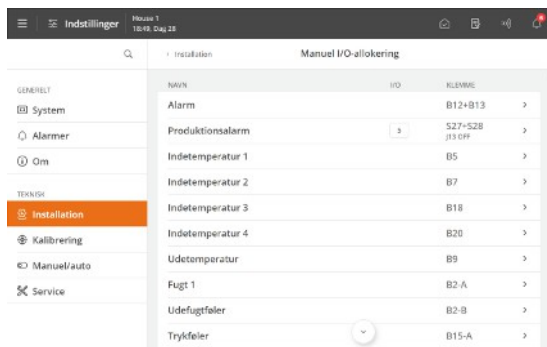 Indstillinger
House 1
18:49, Dag 28
Installation
Manuel I/O-allokering
GENERELT
System
Alarmer
Om
TEKNISK
Installation
Kalibrering
Manuel/auto
Service
NAVN I/O KLEMME
Alarm B12+B13
Produktionsalarm 3 S27+S28
J13 OFF
Indetemperatur 1 B5
Indetemperatur 2 B7
Indetemperatur 3 B18
Indetemperatur 4 B20
Udetemperatur B9
Fugt 1 B2-A
Udefugtføler B2-B
Trykføler B15-A